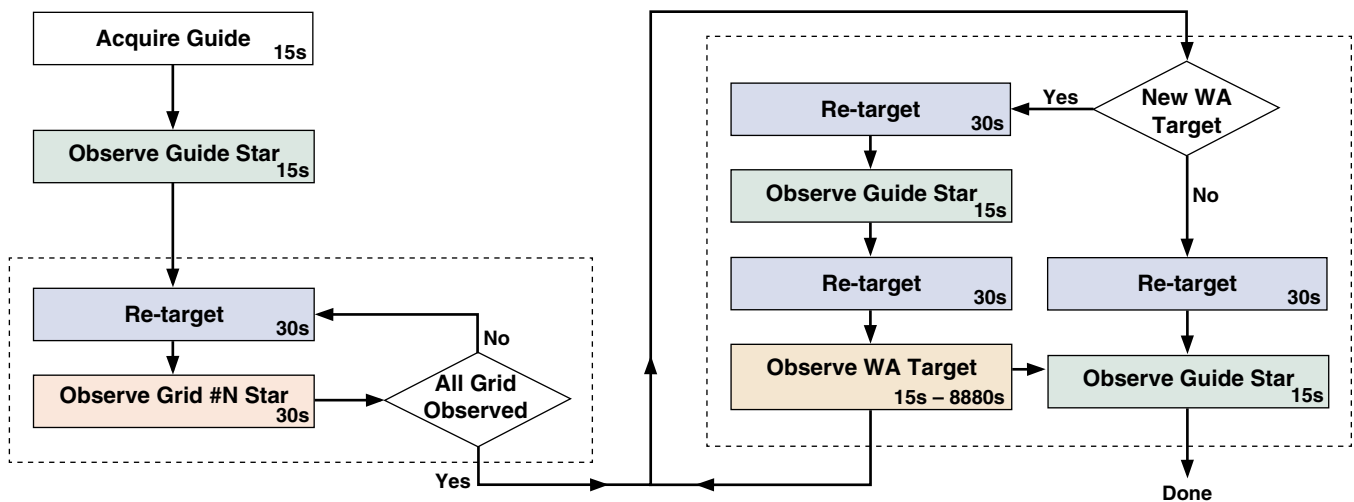 Acquire Guide
15s
Observe Guide Star
15s
Re-target
30s
Observe Grid #N Star
30s
No
All Grid
Observed
Yes
New WA
Target
Yes
Re-target
30s
Observe Guide Star
15s
Re-target
30s
Observe WA Target
15s – 8880s
No
Re-target
30s
Observe Guide Star
15s
Done